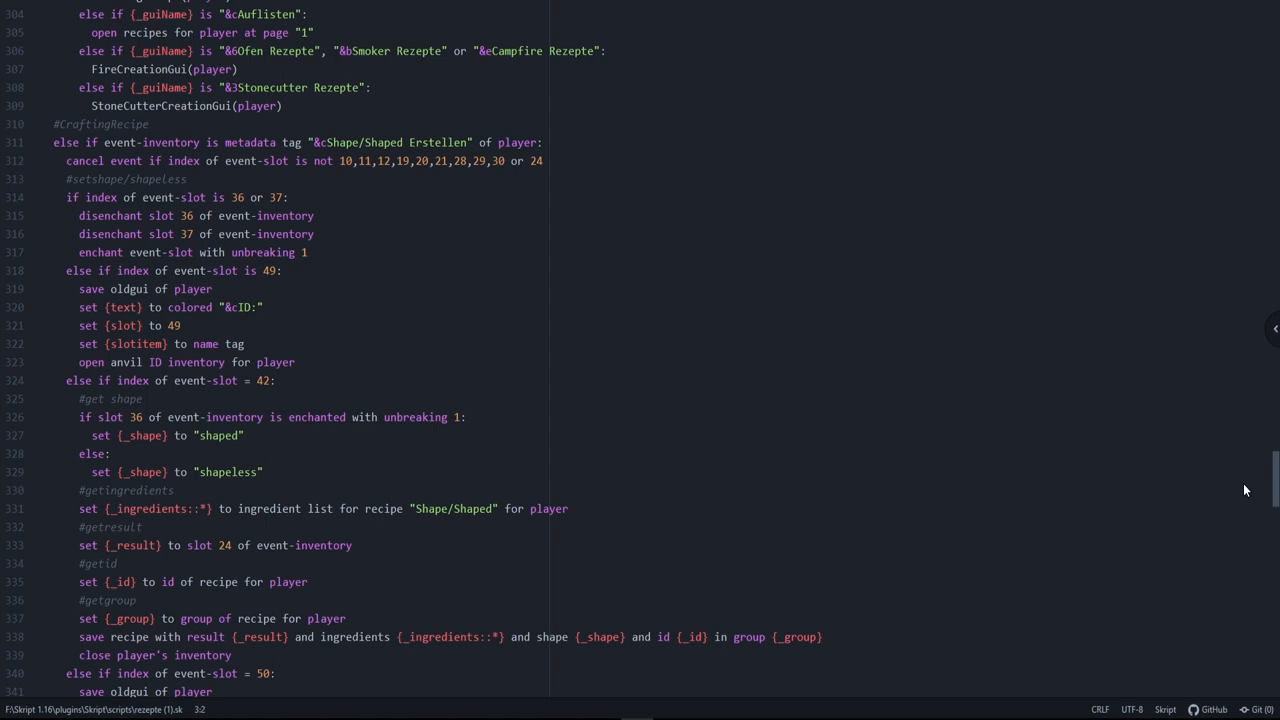 304 else if {_guiName} is "&cAuflisten":
305 open recipes for player at page "1"
306 else if {_guiName} is "&6Ofen Rezepte", "&bSmoker Rezepte" or "&eCampfire Rezepte":
307 FireCreationGui(player)
308 else if {_guiName} is "&3Stonecutter Rezepte":
309 StoneCutterCreationGui(player)
310 #CraftingRecipe
311 else if event-inventory is metadata tag "&cShape/Shaped Erstellen" of player:
312 cancel event if index of event-slot is not 10,11,12,19,20,21,28,29,30 or 24
313 #setshape/shapeless
314 if index of event-slot is 36 or 37:
315 disenchant slot 36 of event-inventory
316 disenchant slot 37 of event-inventory
317 enchant event-slot with unbreaking 1
318 else if index of event-slot is 49:
319 save oldgui of player
320 set {text} to colored "&cID:"
321 set {slot} to 49
322 set {slotitem} to name tag
323 open anvil ID inventory for player
324 else if index of event-slot = 42:
325 #get shape
326 if slot 36 of event-inventory is enchanted with unbreaking 1:
327 set {_shape} to "shaped"
328 else:
329 set {_shape} to "shapeless"
330 #getingredients
331 set {_ingredients::*} to ingredient list for recipe "Shape/Shaped" for player
332 #getresult
333 set {_result} to slot 24 of event-inventory
334 #getid
335 set {_id} to id of recipe for player
336 #getgroup
337 set {_group} to group of recipe for player
338 save recipe with result {_result} and ingredients {_ingredients::*} and shape {_shape} and id {_id} in group {_group}
339 close player's inventory
340 else if index of event-slot = 50:
341 save oldgui of player
F:\Skript 1.16\plugins\Skript\scripts\rezepte (1).sk 3:2 CRLF UTF-8 Skript GitHub Git (0)